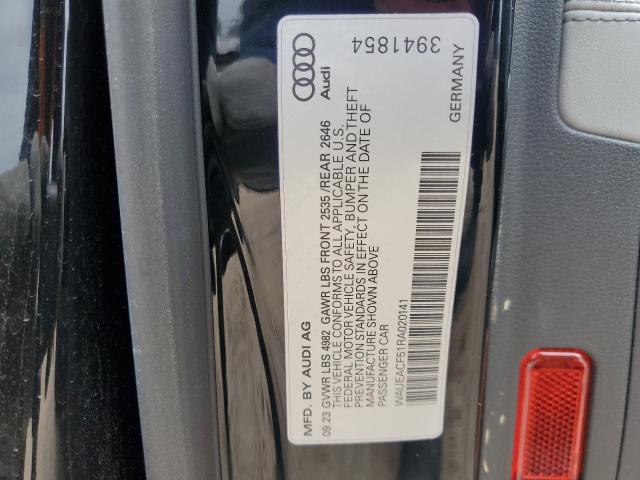 MFD. BY AUDI AG
09.23 GVWR LBS 4982 GAWR LBS FRONT 2535/REAR 2646
THIS VEHICLE CONFORMS TO ALL APPLICABLE U.S.
FEDERAL MOTOR VEHICLE SAFETY, BUMPER AND THEFT
PREVENTION STANDARDS IN EFFECT ON THE DATE OF
MANUFACTURE SHOWN ABOVE
PASSENGER CAR
WAUEACF51RA020141
GERMANY
Audi
3941854